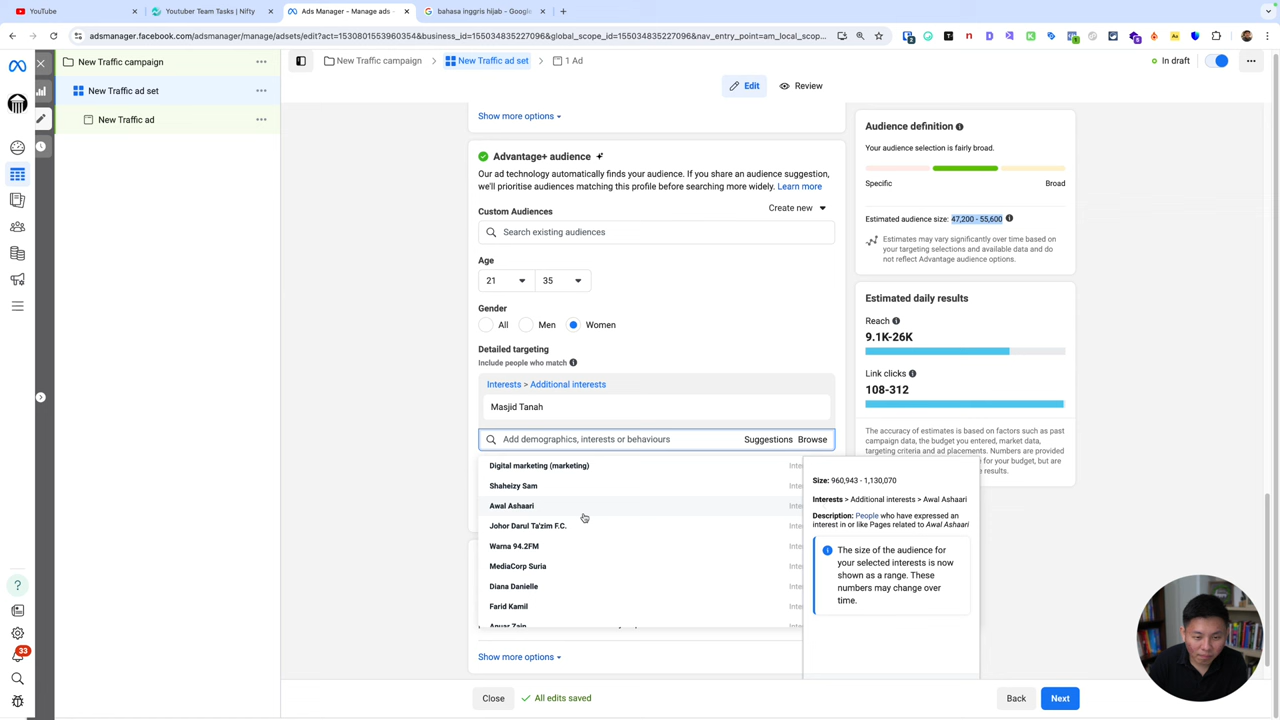 YouTube
Youtuber Team Tasks | Nifty
Ads Manager - Manage ads -
bahasa inggris hijab - Google
adsmanager.facebook.com/adsmanager/manage/adsets/edit?act=1530801553960354&business_id=155034835227096&global_scope_id=155034835227096&nav_entry_point=am_local_scop...
New Traffic campaign
New Traffic ad set
New Traffic ad
New Traffic campaign
New Traffic ad set
1 Ad
In draft
Edit
Review
Show more options
Advantage+ audience
Our ad technology automatically finds your audience. If you share an audience suggestion,
we'll prioritise audiences matching this profile before searching more widely. Learn more
Custom Audiences
Create new
Search existing audiences
Age
21
35
Gender
All
Men
Women
Detailed targeting
Include people who match
Interests > Additional interests
Masjid Tanah
Add demographics, interests or behaviours
Suggestions
Browse
Digital marketing (marketing)
Inte
Shaheizy Sam
Inte
Awal Ashaari
Inte
Johor Darul Ta'zim F.C.
Inte
Warna 94.2FM
Inte
MediaCorp Suria
Inte
Diana Danielle
Inte
Farid Kamil
Inte
Anuar Zain
Inte
Size: 960,943 - 1,130,070
Interests > Additional interests > Awal Ashaari
Description: People who have expressed an
interest in or like Pages related to Awal Ashaari
The size of the audience for
your selected interests is now
shown as a range. These
numbers may change over
time.
Show more options
Close
All edits saved
Back
Next
Audience definition
Your audience selection is fairly broad.
Specific
Broad
Estimated audience size: 47,200 - 55,600
Estimates may vary significantly over time based on
your targeting selections and available data and do
not reflect Advantage audience options.
Estimated daily results
Reach
9.1K-26K
Link clicks
108-312
The accuracy of estimates is based on factors such as past
campaign data, the budget you entered, market data,
targeting criteria and ad placements. Numbers are provided
for your budget, but are
results.
33